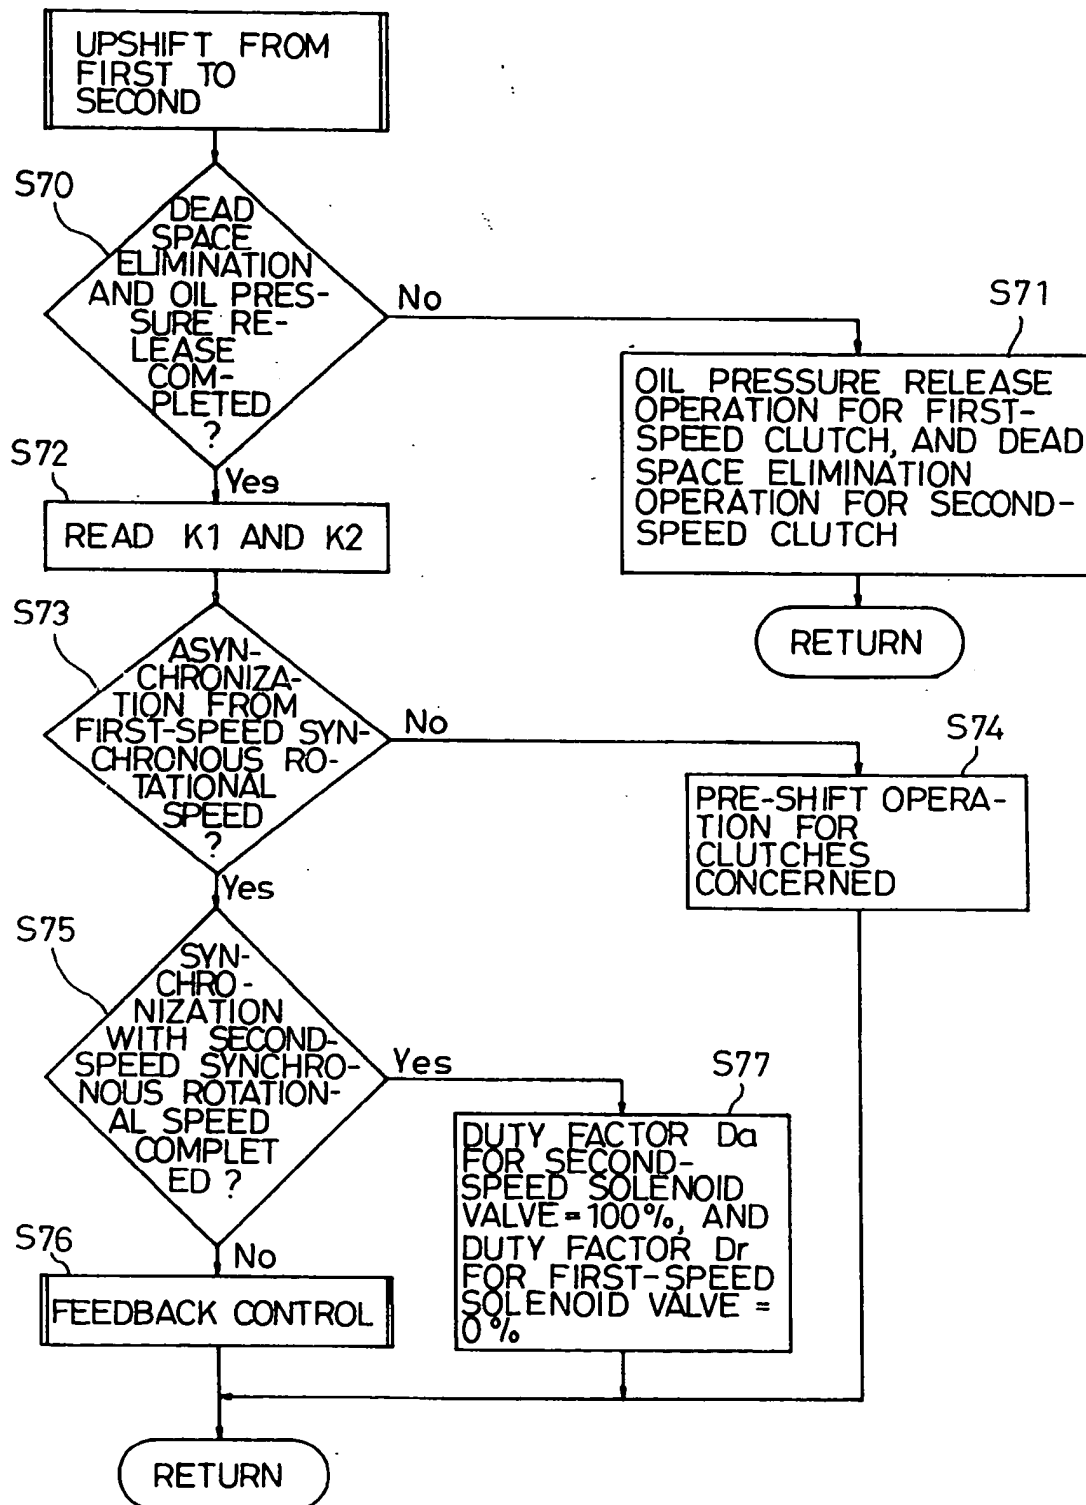 UPSHIFT FROM
FIRST TO
SECOND
S70
DEAD
SPACE
ELIMINATION
AND OIL PRES-
SURE RE-
LEASE
COM-
PLETED
?
No
S71
OIL PRESSURE RELEASE
OPERATION FOR FIRST-
SPEED CLUTCH, AND DEAD
SPACE ELIMINATION
OPERATION FOR SECOND-
SPEED CLUTCH
RETURN
Yes
S72
READ K1 AND K2
S73
ASYN-
CHRONIZA-
TION FROM
FIRST-SPEED SYN-
CHRONOUS RO-
TATIONAL
SPEED
?
No
S74
PRE-SHIFT OPERA-
TION FOR
CLUTCHES
CONCERNED
Yes
S75
SYN-
CHRO-
NIZATION
WITH SECOND-
SPEED SYNCHRO-
NOUS ROTATION-
AL SPEED
COMPLET
ED ?
Yes
S77
DUTY FACTOR Da
FOR SECOND-
SPEED SOLENOID
VALVE=100%, AND
DUTY FACTOR Dr
FOR FIRST-SPEED
SOLENOID VALVE =
0%
No
S76
FEEDBACK CONTROL
RETURN